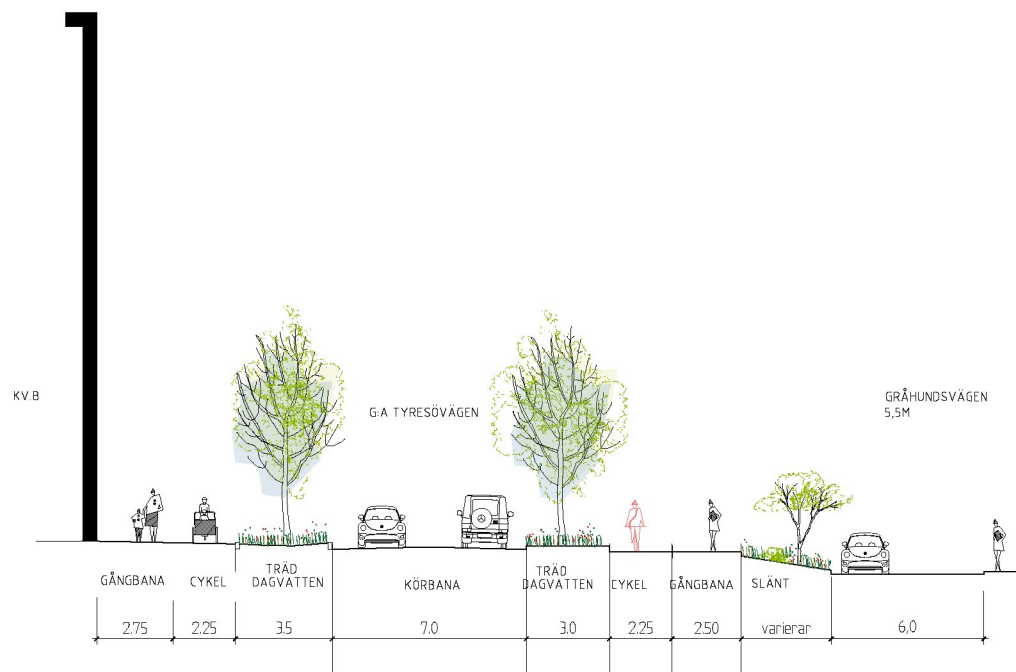 KV.B
G:A TYRESÖVÄGEN
GRÅHUNDSVÄGEN
5,5M
GÅNGBANA
CYKEL
TRÄD
DAGVATTEN
KÖRBANA
TRÄD
DAGVATTEN
CYKEL
GÅNGBANA
SLÄNT
2.75
2.25
3.5
7.0
3.0
2.25
2.50
varierar
6,0